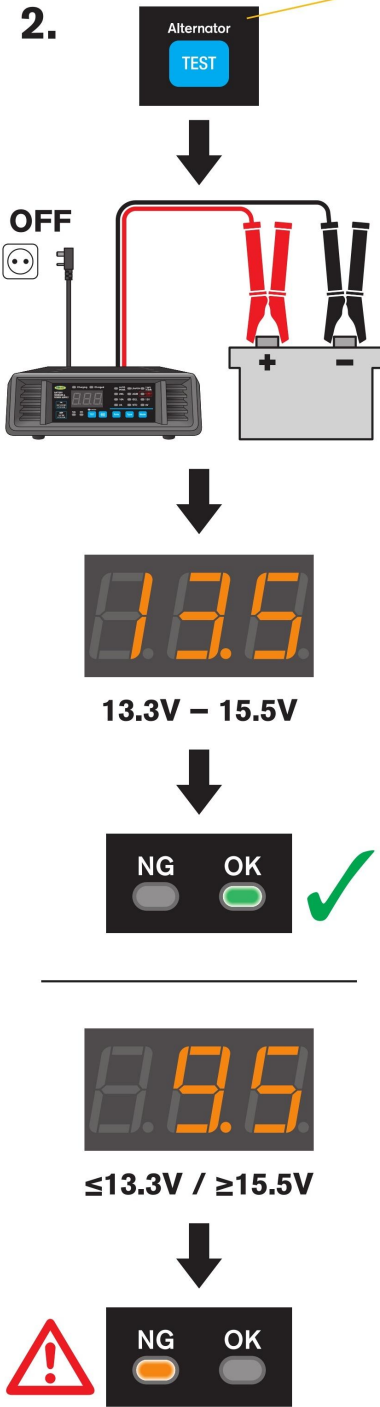 2.
Alternator
TEST
OFF
+ −
13.5
13.3V – 15.5V
NG OK
9.5
≤13.3V / ≥15.5V
NG OK